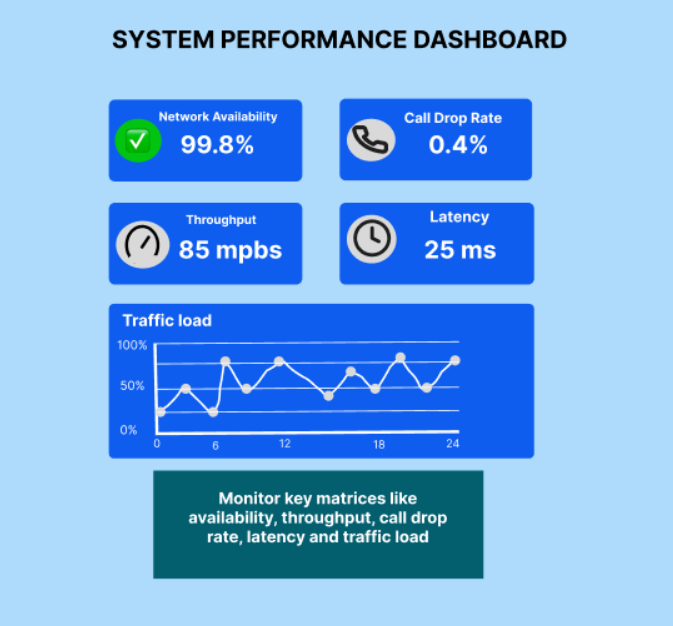 SYSTEM PERFORMANCE DASHBOARD
Network Availability
99.8%
Call Drop Rate
0.4%
Throughput
85 mpbs
Latency
25 ms
Traffic load
100%
50%
0%
0 6 12 18 24
Monitor key matrices like
availability, throughput, call drop
rate, latency and traffic load